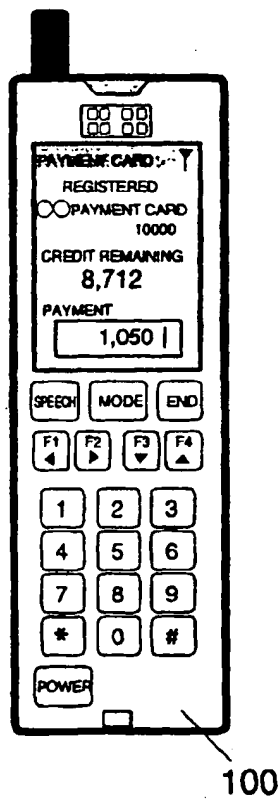 PAYMENT CARD
REGISTERED
○○PAYMENT CARD
10000
CREDIT REMAINING
8,712
PAYMENT
1,050 |
SPEECH MODE END
F1 F2 F3 F4
◀ ▶ ▼ ▲
1 2 3
4 5 6
7 8 9
* 0 #
POWER
100